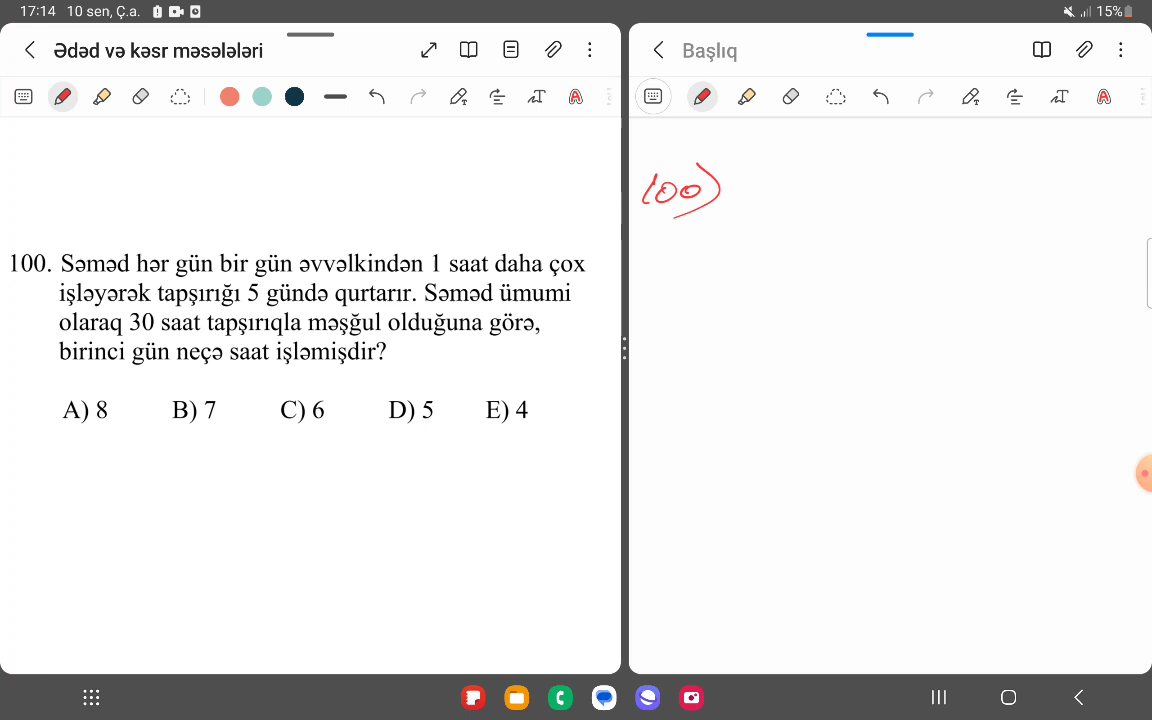 17:14 10 sen, Ç.a.
15%
Ədəd və kəsr məsələləri
Başlıq
100)
100. Səməd hər gün bir gün əvvəlkindən 1 saat daha çox
işləyərək tapşırığı 5 gündə qurtarır. Səməd ümumi
olaraq 30 saat tapşırıqla məşğul olduğuna görə,
birinci gün neçə saat işləmişdir?
A) 8 B) 7 C) 6 D) 5 E) 4